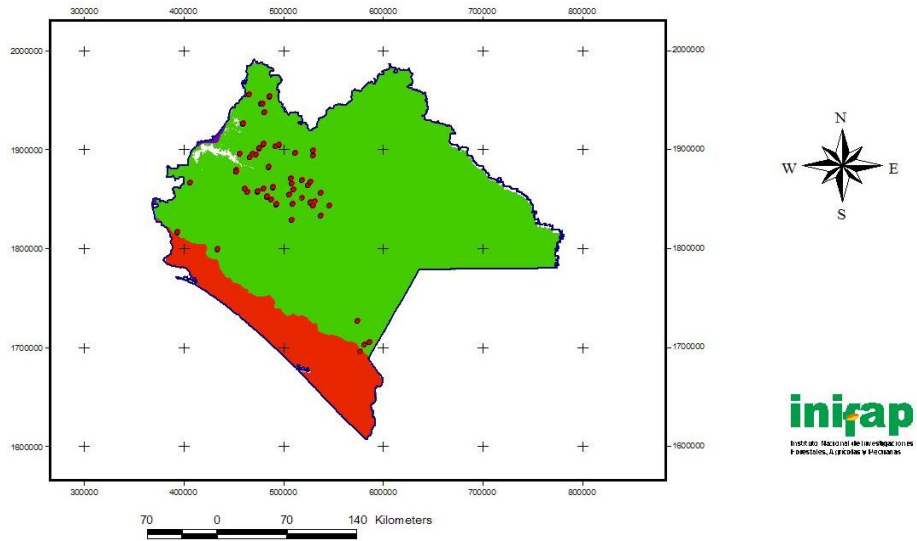 300000 400000 500000 600000 700000 800000
2000000 2000000
1900000 1900000
1800000 1800000
1700000 1700000
1600000 1600000
300000 400000 500000 600000 700000 800000
70 0 70 140 Kilometers
N
W E
S
inifap
Instituto Nacional de Investigaciones
Forestales, Agrícolas y Pecuarias